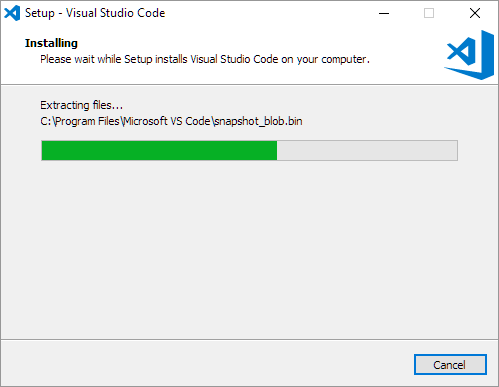 Setup - Visual Studio Code
Installing
Please wait while Setup installs Visual Studio Code on your computer.
Extracting files...
C:\Program Files\Microsoft VS Code\snapshot_blob.bin
Cancel